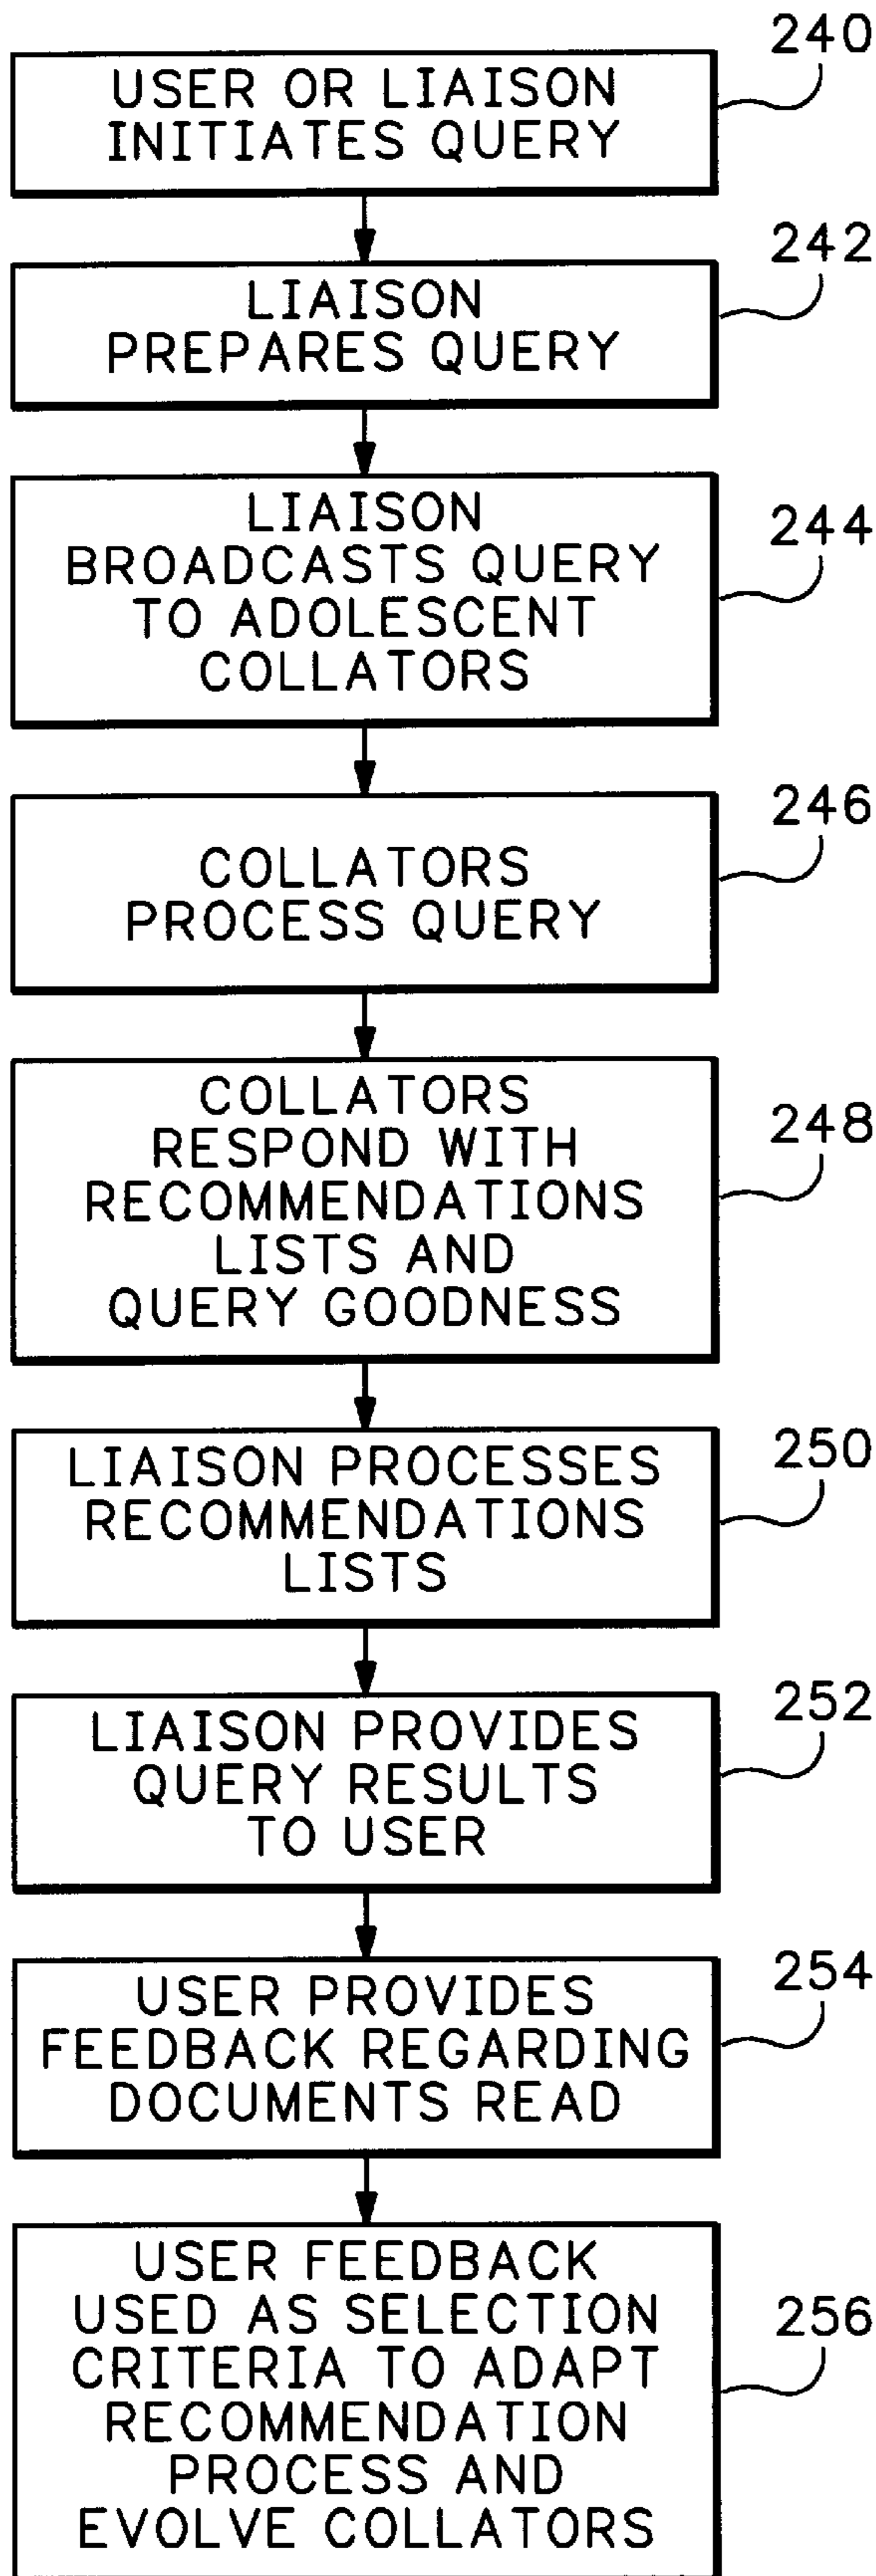 240
USER OR LIAISON
INITIATES QUERY
242
LIAISON
PREPARES QUERY
244
LIAISON
BROADCASTS QUERY
TO ADOLESCENT
COLLATORS
246
COLLATORS
PROCESS QUERY
248
COLLATORS
RESPOND WITH
RECOMMENDATIONS
LISTS AND
QUERY GOODNESS
250
LIAISON PROCESSES
RECOMMENDATIONS
LISTS
252
LIAISON PROVIDES
QUERY RESULTS
TO USER
254
USER PROVIDES
FEEDBACK REGARDING
DOCUMENTS READ
256
USER FEEDBACK
USED AS SELECTION
CRITERIA TO ADAPT
RECOMMENDATION
PROCESS AND
EVOLVE COLLATORS